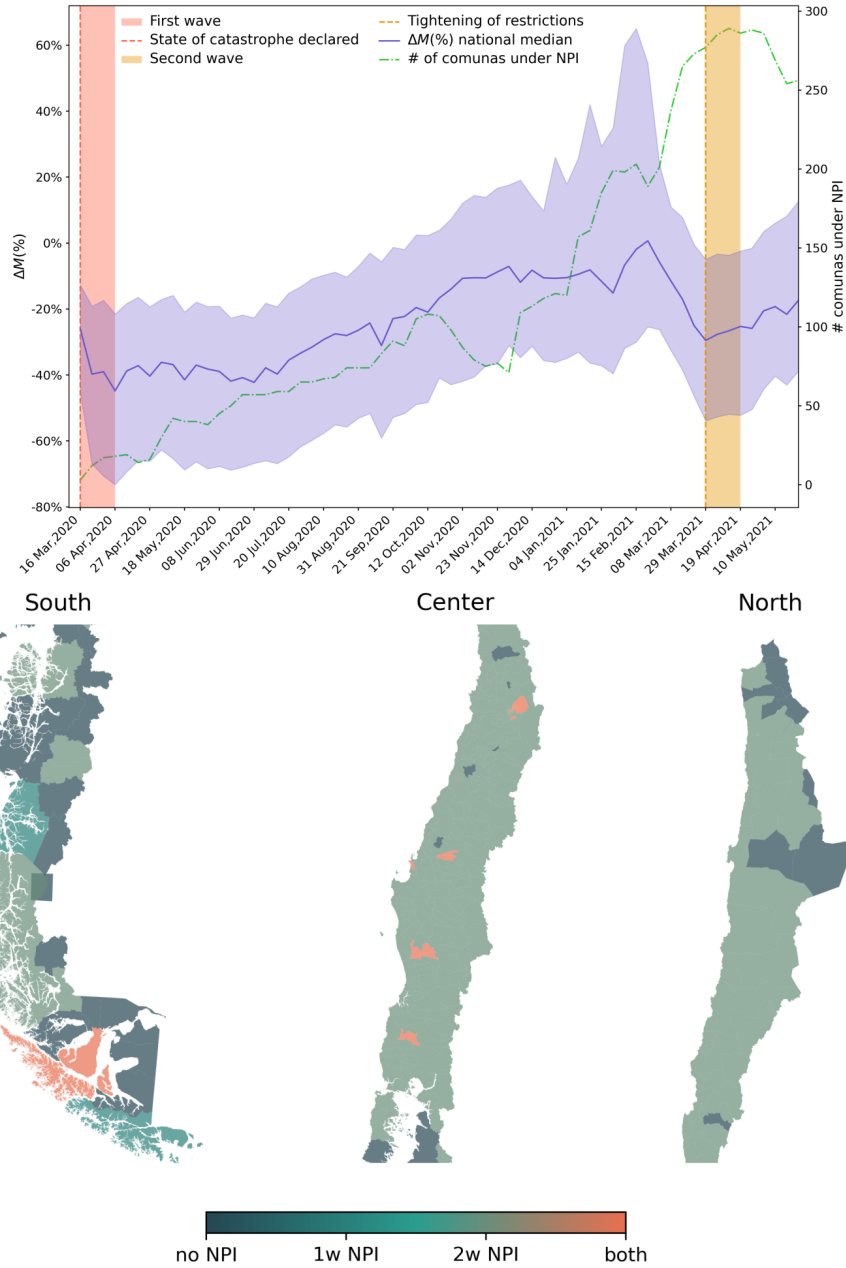 First wave
State of catastrophe declared
Second wave
Tightening of restrictions
ΔM(%) national median
# of comunas under NPI
60%
40%
20%
0%
-20%
-40%
-60%
-80%
ΔM(%)
300
250
200
150
100
50
0
# comunas under NPI
16 Mar,2020
06 Apr,2020
27 Apr,2020
18 May,2020
08 Jun,2020
29 Jun,2020
20 Jul,2020
10 Aug,2020
31 Aug,2020
21 Sep,2020
12 Oct,2020
02 Nov,2020
23 Nov,2020
14 Dec,2020
04 Jan,2021
25 Jan,2021
15 Feb,2021
08 Mar,2021
29 Mar,2021
19 Apr,2021
10 May,2021
South
Center
North
no NPI
1w NPI
2w NPI
both